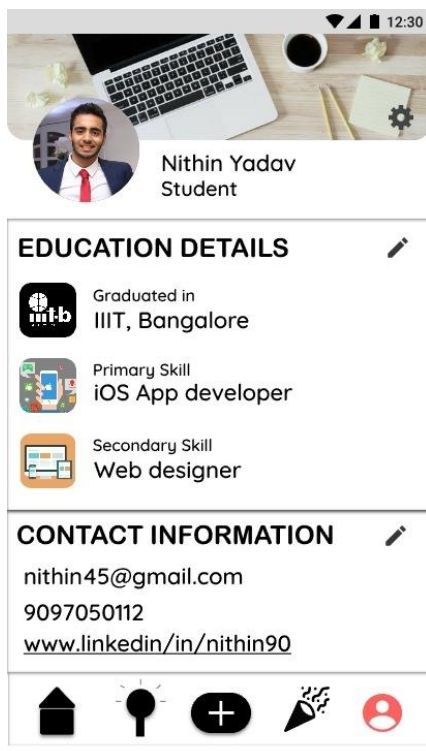 12:30
Nithin Yadav
Student
EDUCATION DETAILS
iiitb
Graduated in
IIIT, Bangalore
Primary Skill
iOS App developer
Secondary Skill
Web designer
CONTACT INFORMATION
nithin45@gmail.com
9097050112
www.linkedin/in/nithin90